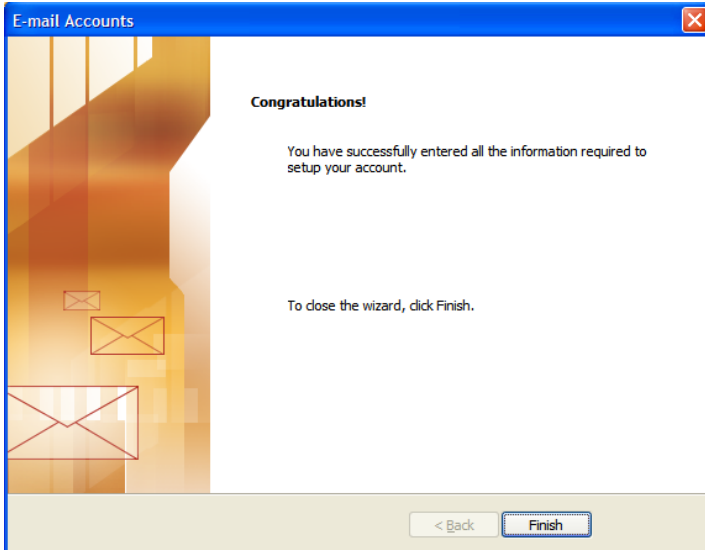 E-mail Accounts
Congratulations!
You have successfully entered all the information required to
setup your account.
To close the wizard, click Finish.
< Back
Finish